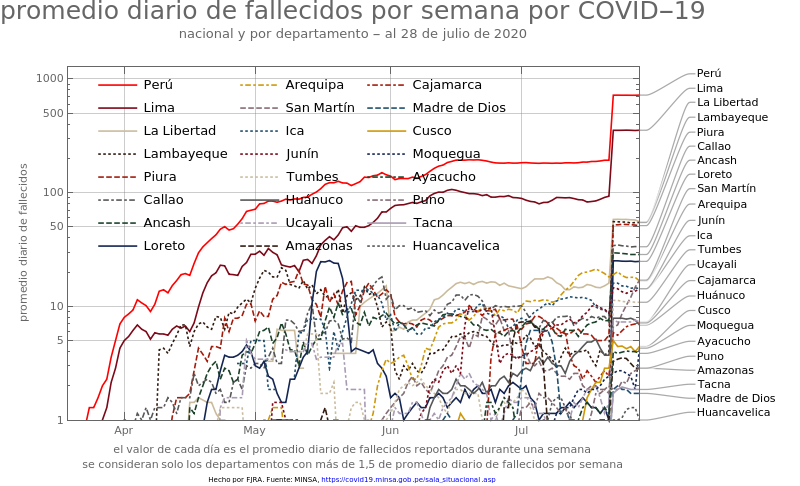 promedio diario de fallecidos por semana por COVID‒19
nacional y por departamento ‒ al 28 de julio de 2020
promedio diario de fallecidos
1000
500
100
50
10
5
1
Apr
May
Jun
Jul
Perú
Lima
La Libertad
Lambayeque
Piura
Callao
Ancash
Loreto
Arequipa
San Martín
Ica
Junín
Tumbes
Huánuco
Ucayali
Amazonas
Cajamarca
Madre de Dios
Cusco
Moquegua
Ayacucho
Puno
Tacna
Huancavelica
Perú
Lima
La Libertad
Lambayeque
Piura
Callao
Ancash
Loreto
San Martín
Arequipa
Junín
Ica
Tumbes
Ucayali
Cajamarca
Huánuco
Cusco
Moquegua
Ayacucho
Puno
Amazonas
Tacna
Madre de Dios
Huancavelica
el valor de cada día es el promedio diario de fallecidos reportados durante una semana
se consideran solo los departamentos con más de 1,5 de promedio diario de fallecidos por semana
Hecho por FJRA. Fuente: MINSA, https://covid19.minsa.gob.pe/sala_situacional.asp